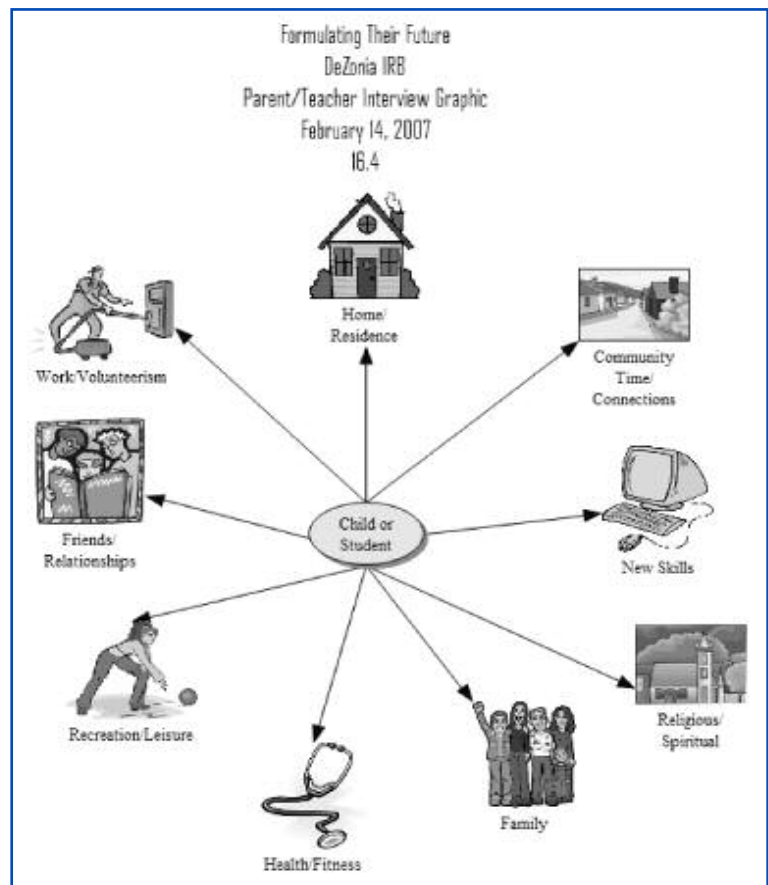 Formulating Their Future
DeZonia IRB
Parent/Teacher Interview Graphic
February 14, 2007
16.4
Home/
Residence
Work/Volunteerism
Community
Time/
Connections
Friends/
Relationships
Child or
Student
New Skills
Recreation/Leisure
Religious/
Spiritual
Family
Health/Fitness